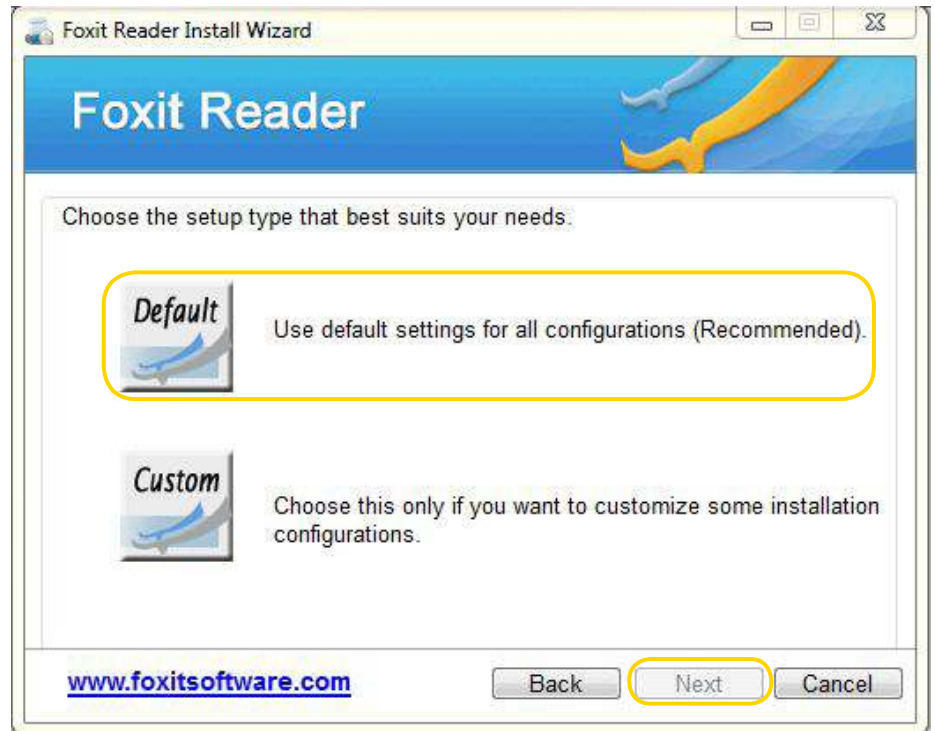 Foxit Reader Install Wizard
Foxit Reader
Choose the setup type that best suits your needs.
Default
Use default settings for all configurations (Recommended).
Custom
Choose this only if you want to customize some installation
configurations.
www.foxitsoftware.com
Back
Next
Cancel